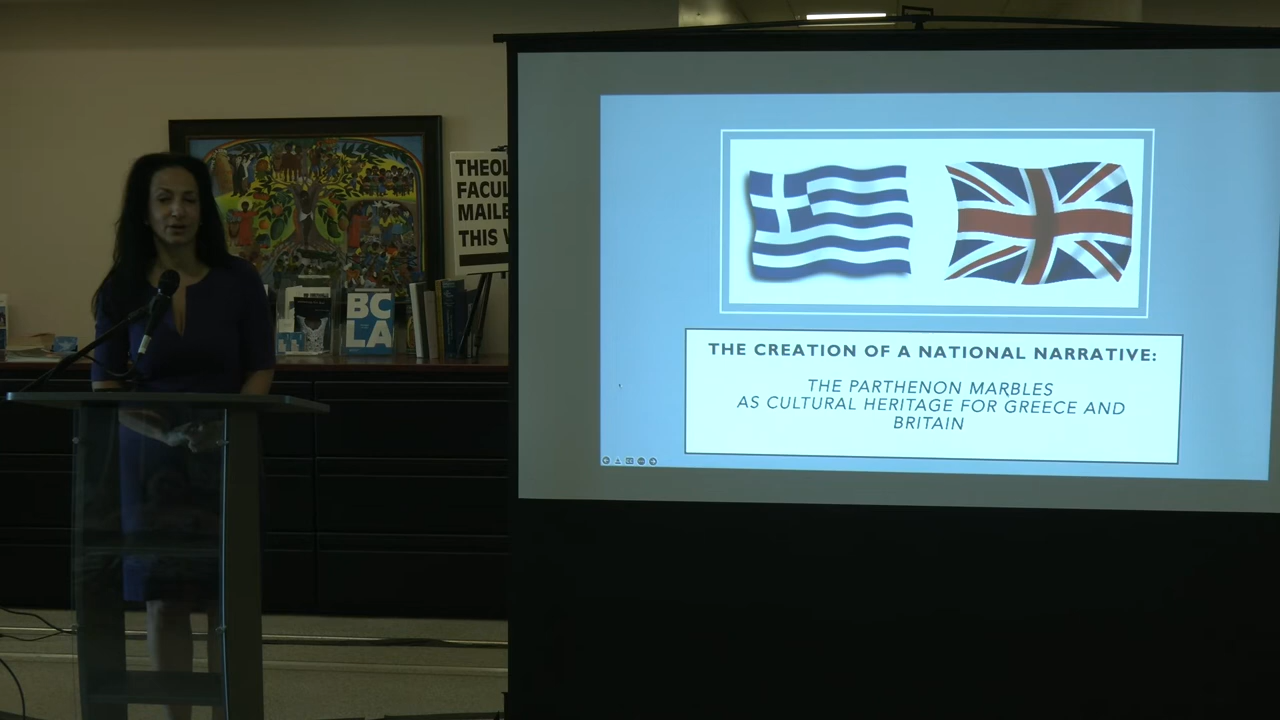 THEOL
FACUL
MAILE
THIS W
BC
LA
THE CREATION OF A NATIONAL NARRATIVE:
THE PARTHENON MARBLES
AS CULTURAL HERITAGE FOR GREECE AND
BRITAIN